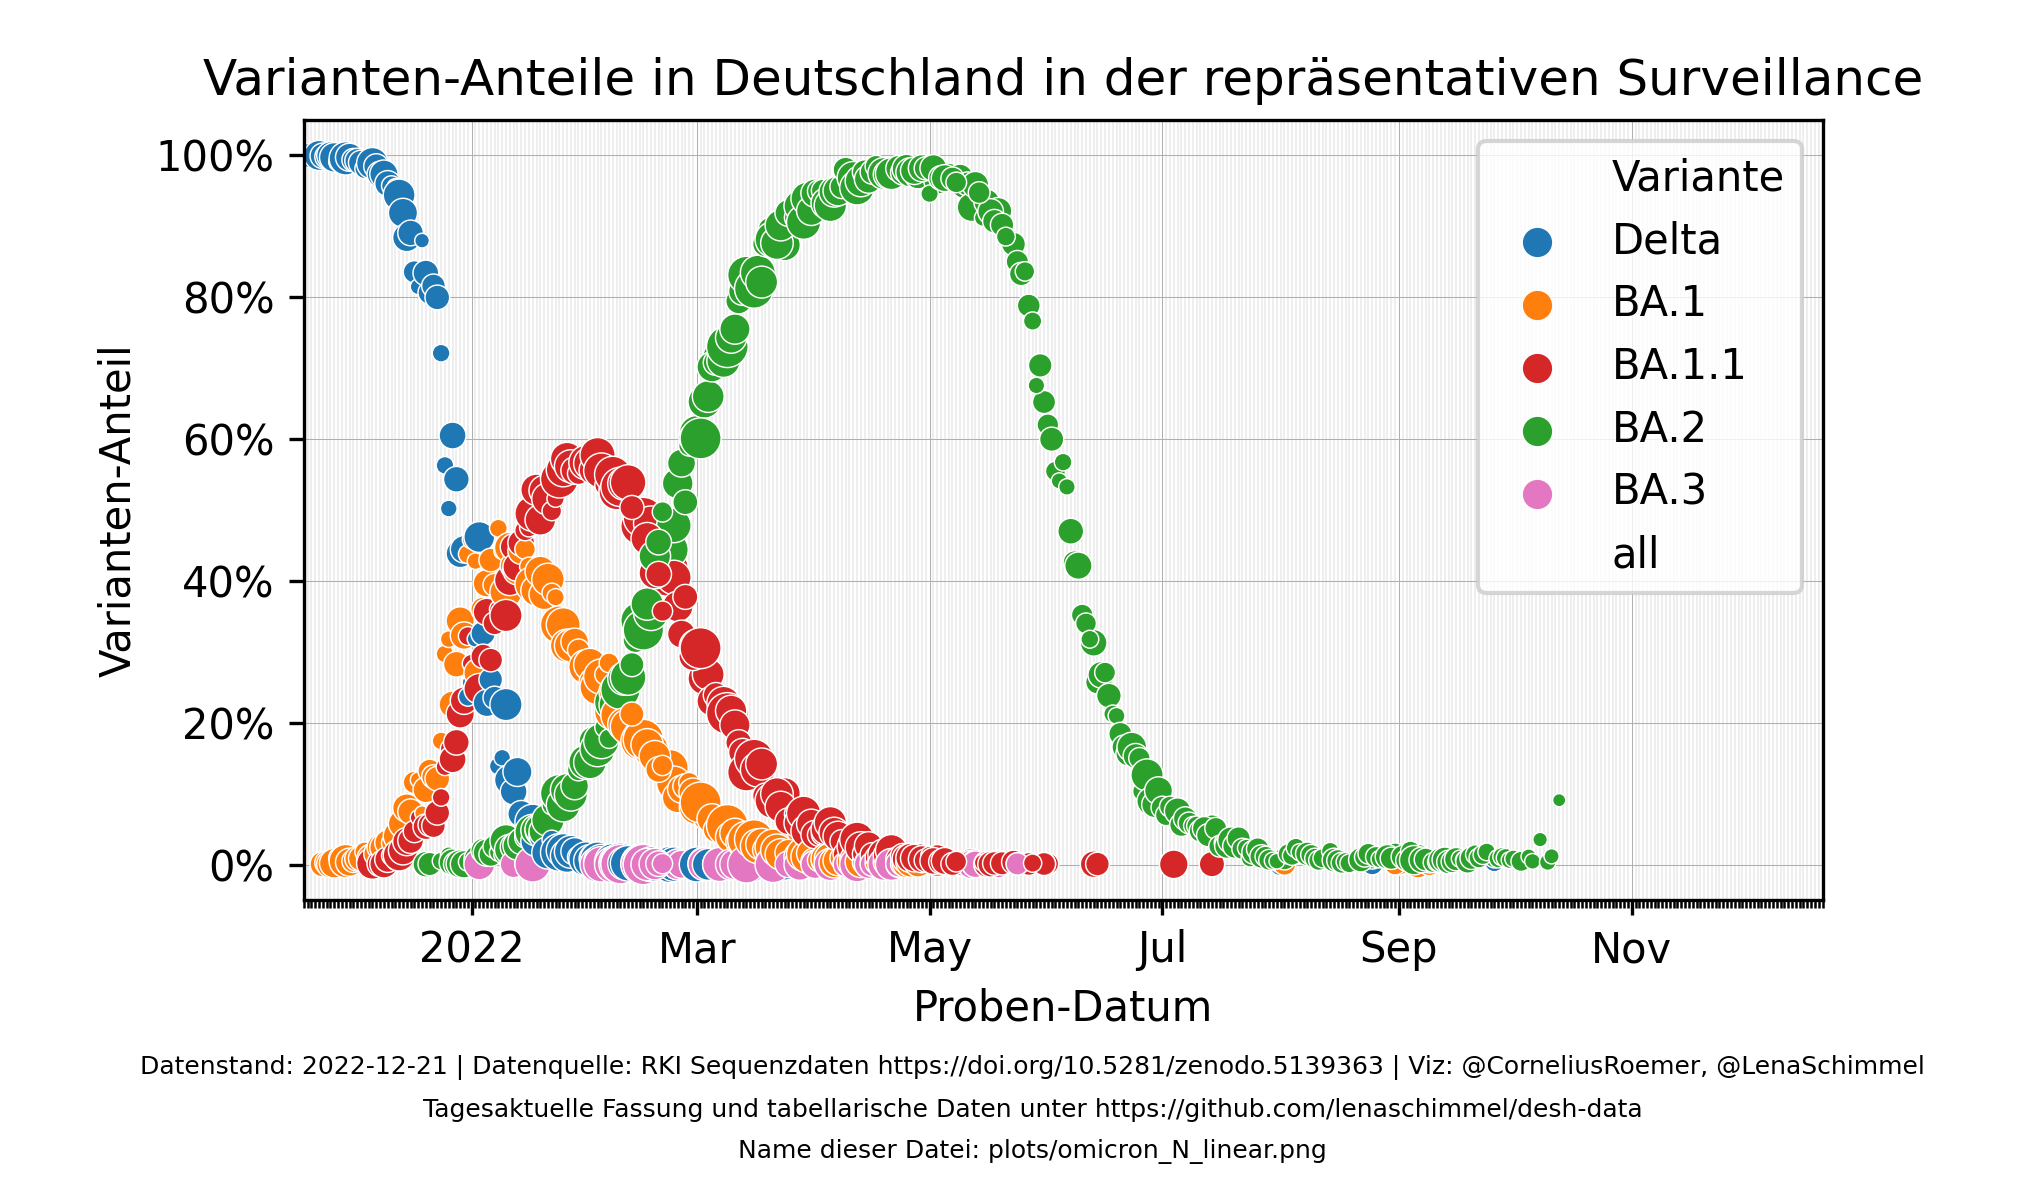 Varianten-Anteile in Deutschland in der repräsentativen Surveillance
100%
80%
60%
40%
20%
0%
Varianten-Anteil
Variante
Delta
BA.1
BA.1.1
BA.2
BA.3
all
2022
Mar
May
Jul
Sep
Nov
Proben-Datum
Datenstand: 2022-12-21 | Datenquelle: RKI Sequenzdaten https://doi.org/10.5281/zenodo.5139363 | Viz: @CorneliusRoemer, @LenaSchimmel
Tagesaktuelle Fassung und tabellarische Daten unter https://github.com/lenaschimmel/desh-data
Name dieser Datei: plots/omicron_N_linear.png